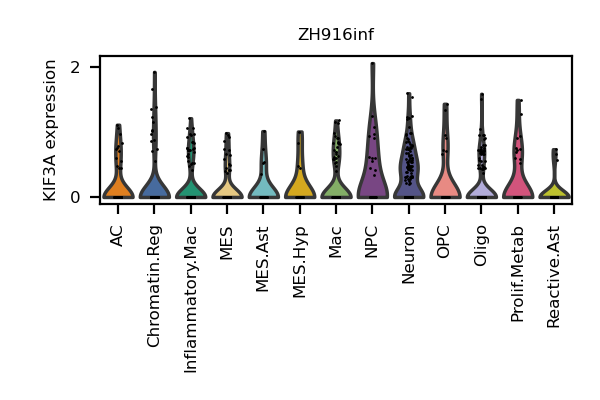 ZH916inf
KIF3A expression
2
0
AC
Chromatin.Reg
Inflammatory.Mac
MES
MES.Ast
MES.Hyp
Mac
NPC
Neuron
OPC
Oligo
Prolif.Metab
Reactive.Ast